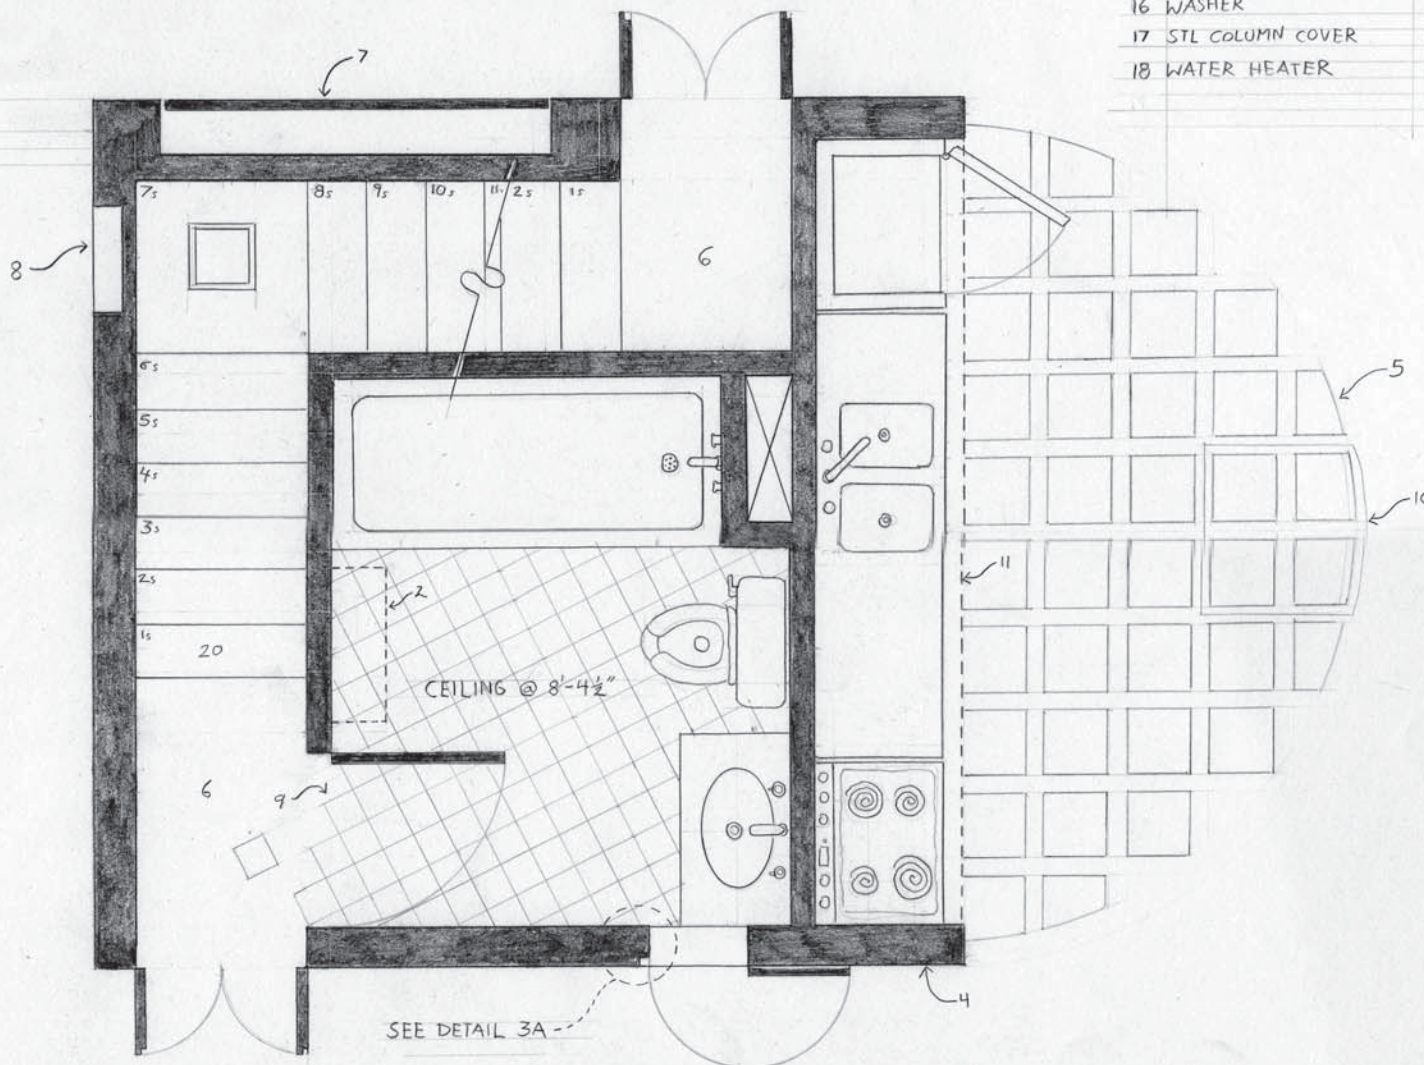 16 WASHER
17 STL COLUMN COVER
18 WATER HEATER
7
8
7s
8s
9s
10s
11s
2s
1s
6
6s
5s
4s
3s
2s
1s
20
5
10
11
2
CEILING @ 8'-4½"
6
9
4
SEE DETAIL 3A